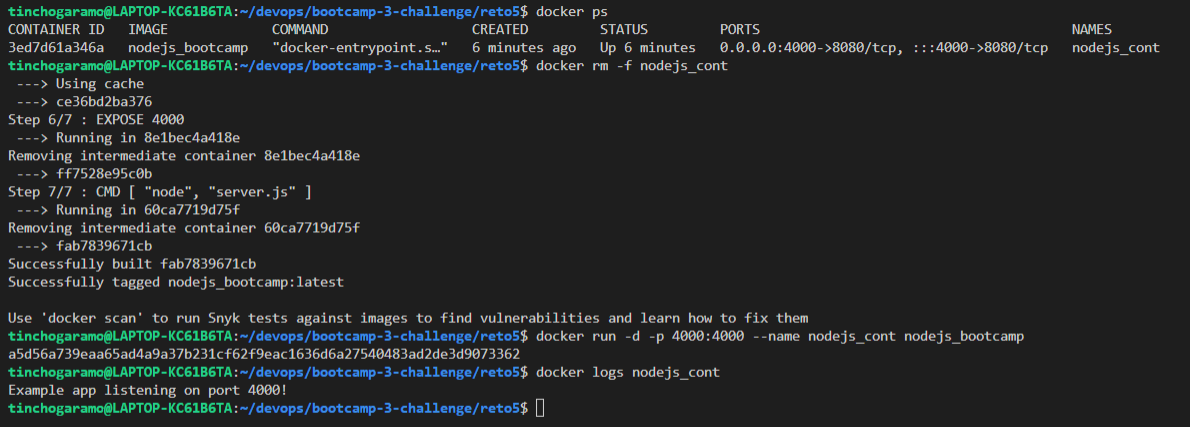 tinchogaramo@LAPTOP-KC61B6TA:~/devops/bootcamp-3-challenge/reto5$ docker ps
CONTAINER ID   IMAGE             COMMAND                  CREATED         STATUS         PORTS                                       NAMES
3ed7d61a346a   nodejs_bootcamp   "docker-entrypoint.s…"   6 minutes ago   Up 6 minutes   0.0.0.0:4000->8080/tcp, :::4000->8080/tcp   nodejs_cont
tinchogaramo@LAPTOP-KC61B6TA:~/devops/bootcamp-3-challenge/reto5$ docker rm -f nodejs_cont
 ---> Using cache
 ---> ce36bd2ba376
Step 6/7 : EXPOSE 4000
 ---> Running in 8e1bec4a418e
Removing intermediate container 8e1bec4a418e
 ---> ff7528e95c0b
Step 7/7 : CMD [ "node", "server.js" ]
 ---> Running in 60ca7719d75f
Removing intermediate container 60ca7719d75f
 ---> fab7839671cb
Successfully built fab7839671cb
Successfully tagged nodejs_bootcamp:latest

Use 'docker scan' to run Snyk tests against images to find vulnerabilities and learn how to fix them
tinchogaramo@LAPTOP-KC61B6TA:~/devops/bootcamp-3-challenge/reto5$ docker run -d -p 4000:4000 --name nodejs_cont nodejs_bootcamp
a5d56a739eaa65ad4a9a37b231cf62f9eac1636d6a27540483ad2de3d9073362
tinchogaramo@LAPTOP-KC61B6TA:~/devops/bootcamp-3-challenge/reto5$ docker logs nodejs_cont
Example app listening on port 4000!
tinchogaramo@LAPTOP-KC61B6TA:~/devops/bootcamp-3-challenge/reto5$